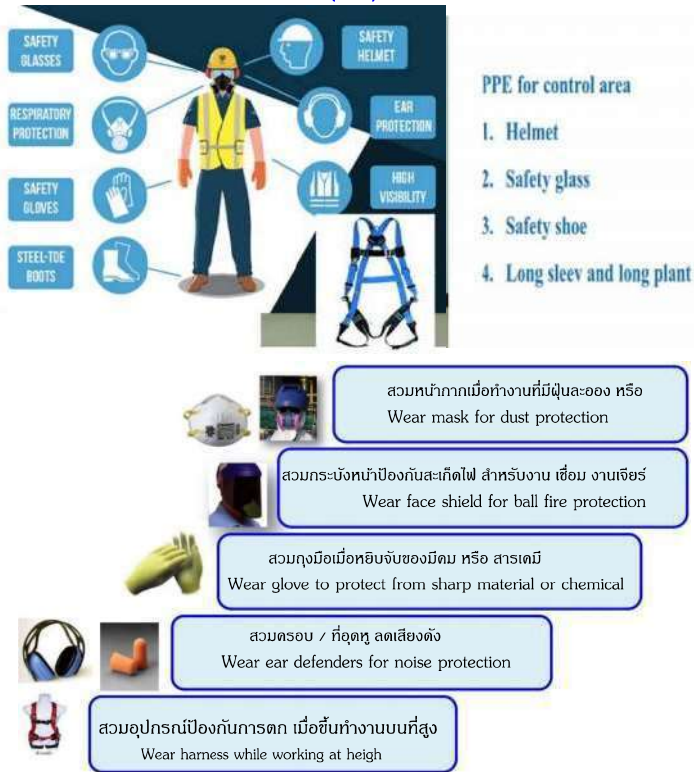 SAFETY
GLASSES
SAFETY
HELMET
RESPIRATORY
PROTECTION
EAR
PROTECTION
SAFETY
GLOVES
HIGH
VISIBILITY
STEEL-TOE
BOOTS
PPE for control area
1. Helmet
2. Safety glass
3. Safety shoe
4. Long sleev and long plant
สวมหน้ากากเมื่อทำงานที่มีฝุ่นละออง หรือ
Wear mask for dust protection
สวมกระบังหน้าป้องกันสะเก็ดไฟ สำหรับงาน เชื่อม งานเจียร์
Wear face shield for ball fire protection
สวมถุงมือเมื่อหยิบจับของมีคม หรือ สารเคมี
Wear glove to protect from sharp material or chemical
สวมครอบ / ที่อุดหู ลดเสียงดัง
Wear ear defenders for noise protection
สวมอุปกรณ์ป้องกันการตก เมื่อขึ้นทำงานบนที่สูง
Wear harness while working at heigh